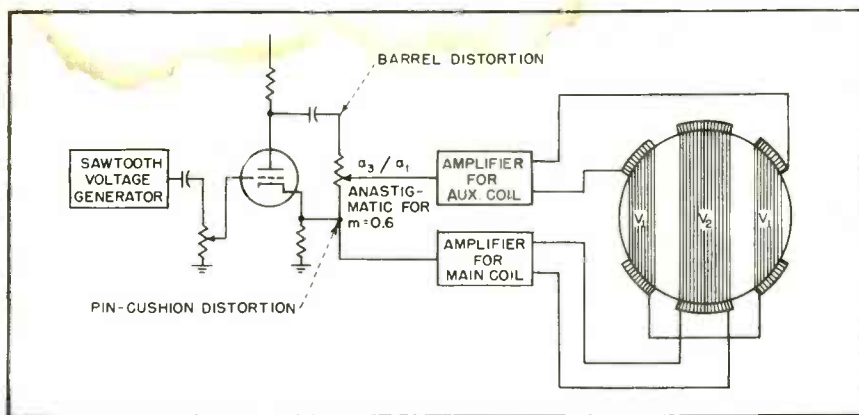 BARREL DISTORTION
SAWTOOTH
VOLTAGE
GENERATOR
a₃ / a₁
ANASTIG-
MATIC FOR
m=0.6
AMPLIFIER
FOR
AUX. COIL
AMPLIFIER
FOR
MAIN COIL
V₁
V₂
V₁
PIN-CUSHION DISTORTION